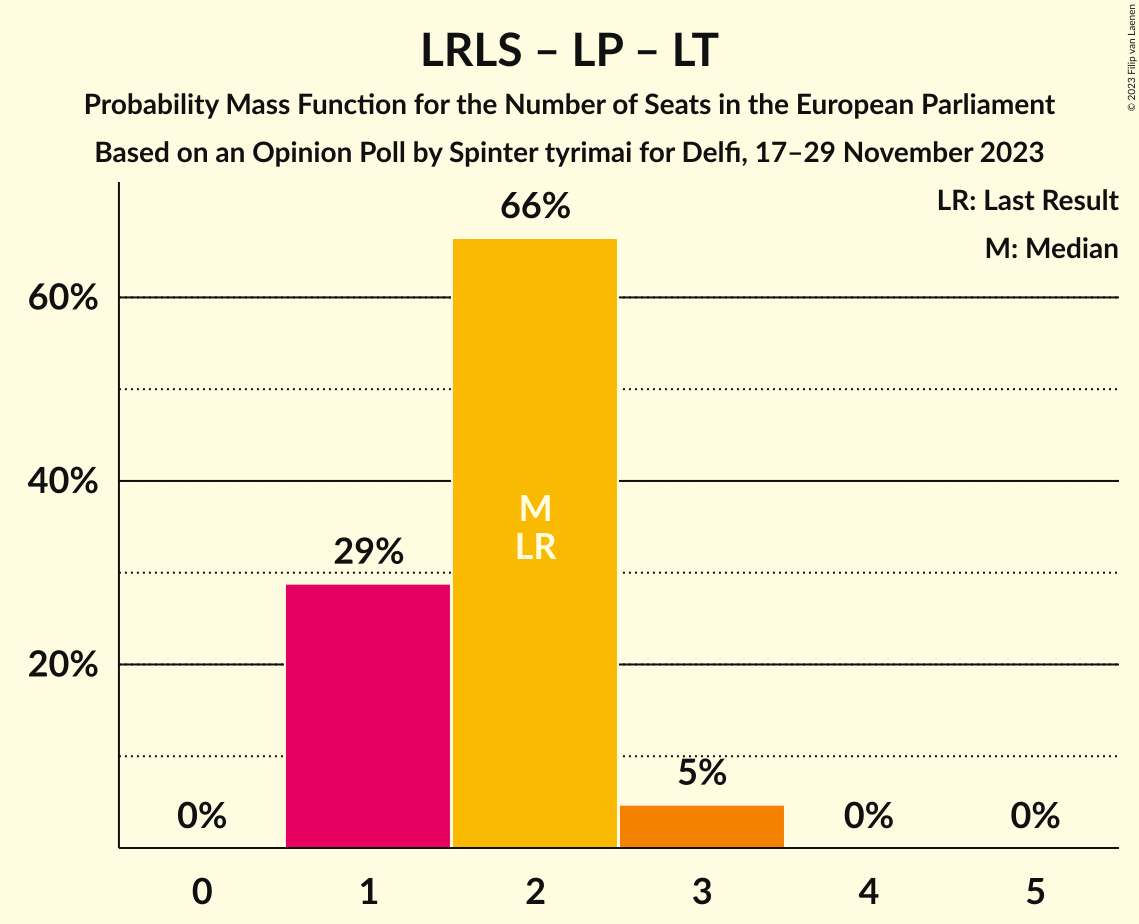 LRLS – LP – LT
Probability Mass Function for the Number of Seats in the European Parliament
Based on an Opinion Poll by Spinter tyrimai for Delfi, 17–29 November 2023
© 2023 Filip van Laenen
LR: Last Result
M: Median
66%
60%
40%
M
LR
29%
20%
5%
0%
0%
0%
0
1
2
3
4
5